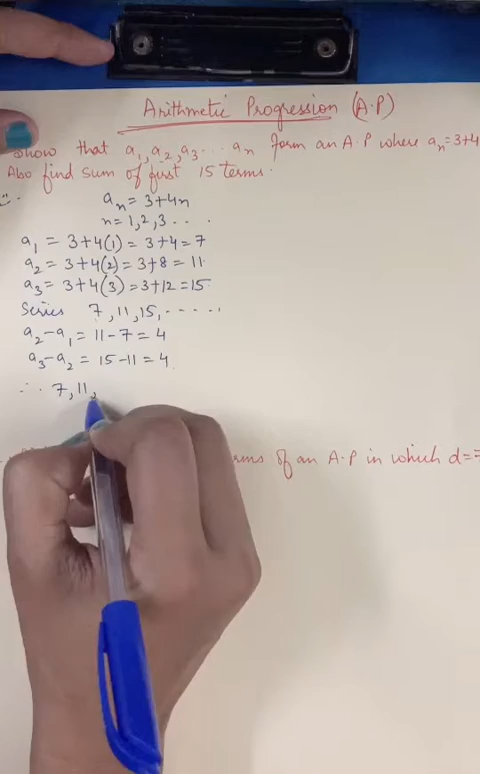 Arithmetic Progression (A.P)
Show that a₁, a₂, a₃ ... aₙ form an A.P where aₙ=3+4
Also find sum of first 15 terms.
aₙ = 3+4n
n=1,2,3 ....
a₁ = 3+4(1) = 3+4=7
a₂ = 3+4(2) = 3+8 = 11
a₃ = 3+4(3) = 3+12 = 15
Series 7, 11, 15, ......
a₂-a₁ = 11-7 = 4
a₃-a₂ = 15-11 = 4
∴ 7, 11,
of an A.P in which d=